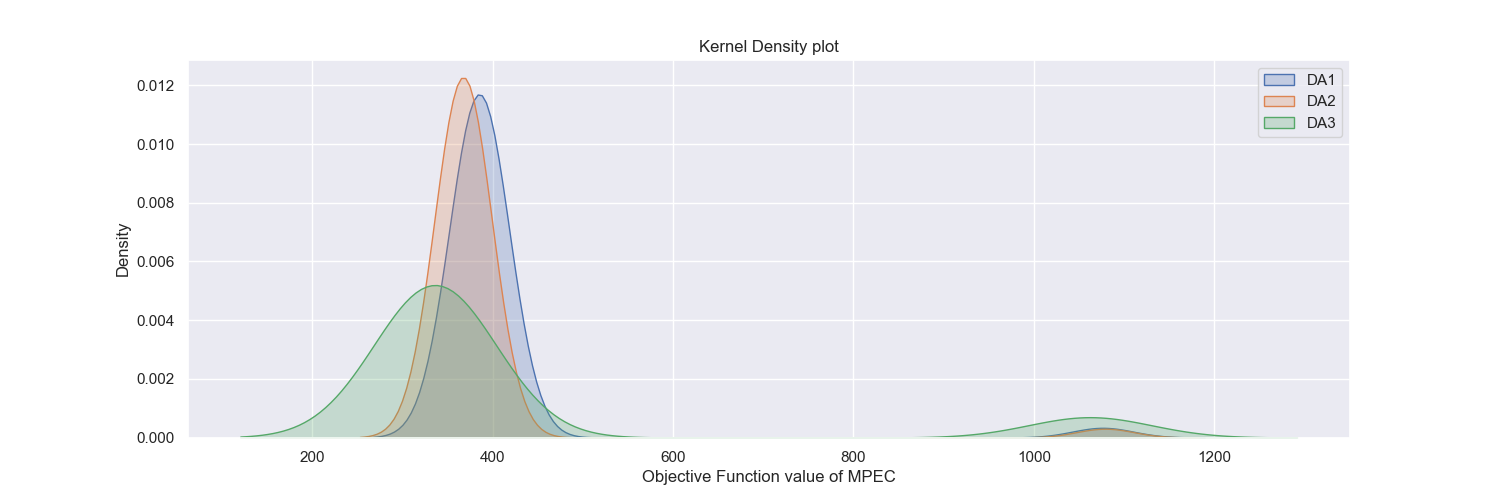 Kernel Density plot
DA1
DA2
DA3
0.012
0.010
0.008
0.006
0.004
0.002
0.000
Density
200 400 600 800 1000 1200
Objective Function value of MPEC